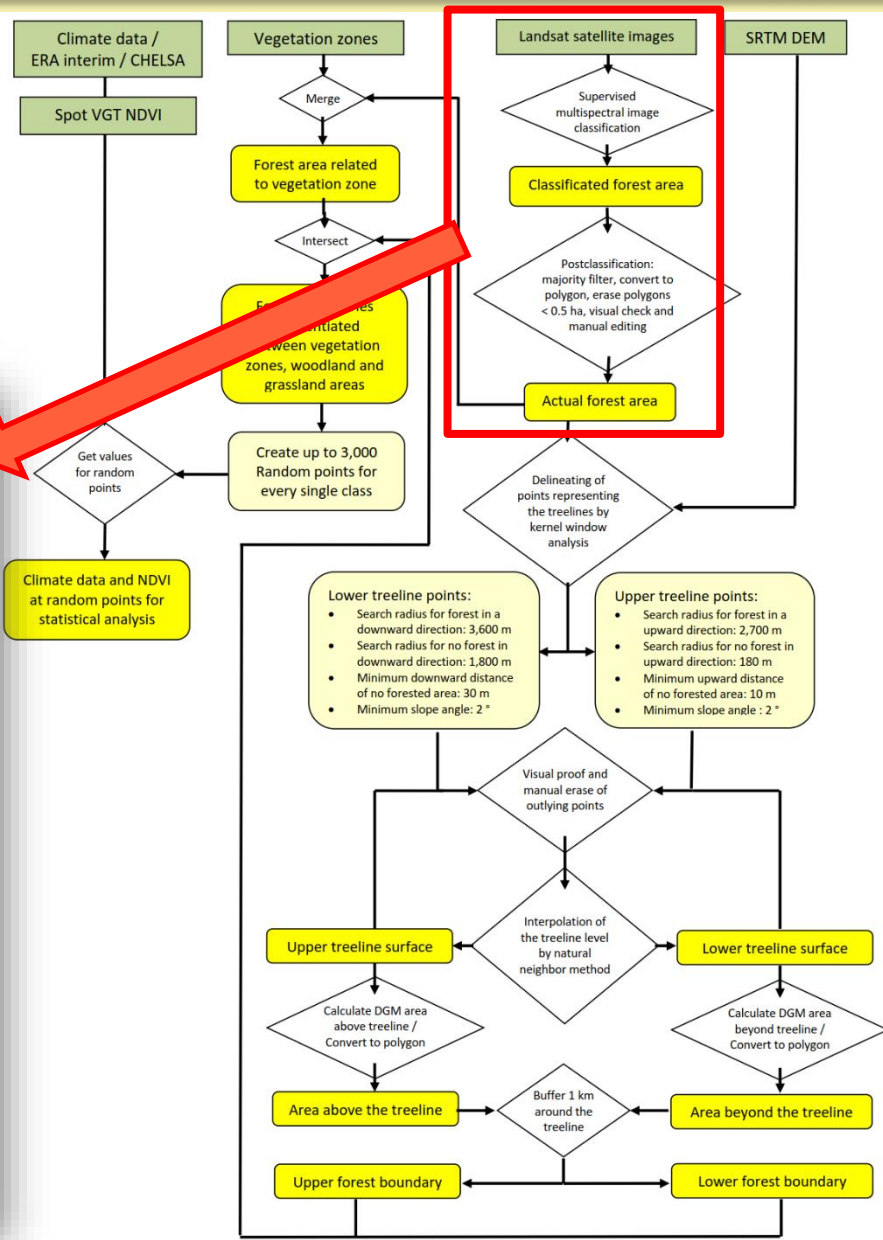 Climate data /
ERA interim / CHELSA
Vegetation zones
Landsat satellite images
SRTM DEM
Spot VGT NDVI
Merge
Supervised
multispectral image
classification
Forest area related
to vegetation zone
Classificated forest area
Intersect
Postclassification:
majority filter, convert to
polygon, erase polygons
< 0.5 ha, visual check and
manual editing
vegetation
zones, woodland and
grassland areas
Actual forest area
Get values
for random
points
Create up to 3,000
Random points for
every single class
Delineating of
points representing
the treelines by
kernel window
analysis
Climate data and NDVI
at random points for
statistical analysis
Lower treeline points:
• Search radius for forest in a
downward direction: 3,600 m
• Search radius for no forest in
downward direction: 1,800 m
• Minimum downward distance
of no forested area: 30 m
• Minimum slope angle: 2 °
Upper treeline points:
• Search radius for forest in a
upward direction: 2,700 m
• Search radius for no forest in
upward direction: 180 m
• Minimum upward distance
of no forested area: 10 m
• Minimum slope angle : 2 °
Visual proof and
manual erase of
outlying points
Interpolation of
the treeline level
by natural
neighbor method
Upper treeline surface
Lower treeline surface
Calculate DGM area
above treeline /
Convert to polygon
Calculate DGM area
beyond treeline /
Convert to polygon
Area above the treeline
Buffer 1 km
around the
treeline
Area beyond the treeline
Upper forest boundary
Lower forest boundary